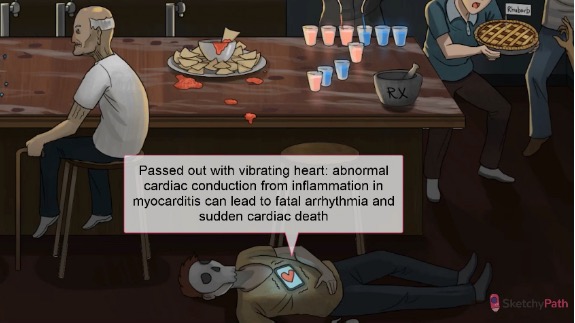 Rhubarb
RX
Passed out with vibrating heart: abnormal
cardiac conduction from inflammation in
myocarditis can lead to fatal arrhythmia and
sudden cardiac death
SketchyPath